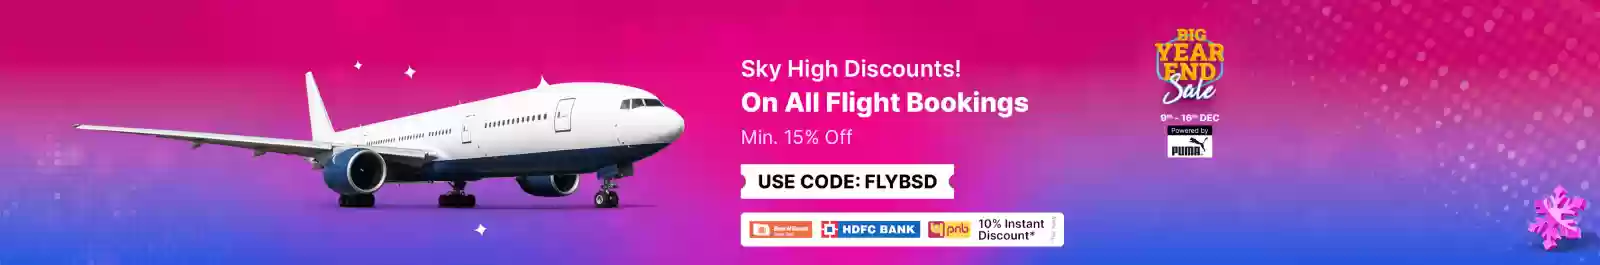 Sky High Discounts!
On All Flight Bookings
Min. 15% Off
USE CODE: FLYBSD
HDFC BANK
pnb
10% Instant
Discount*
BIG
YEAR
END
Sale
9th - 16th DEC
Powered by
PUMA